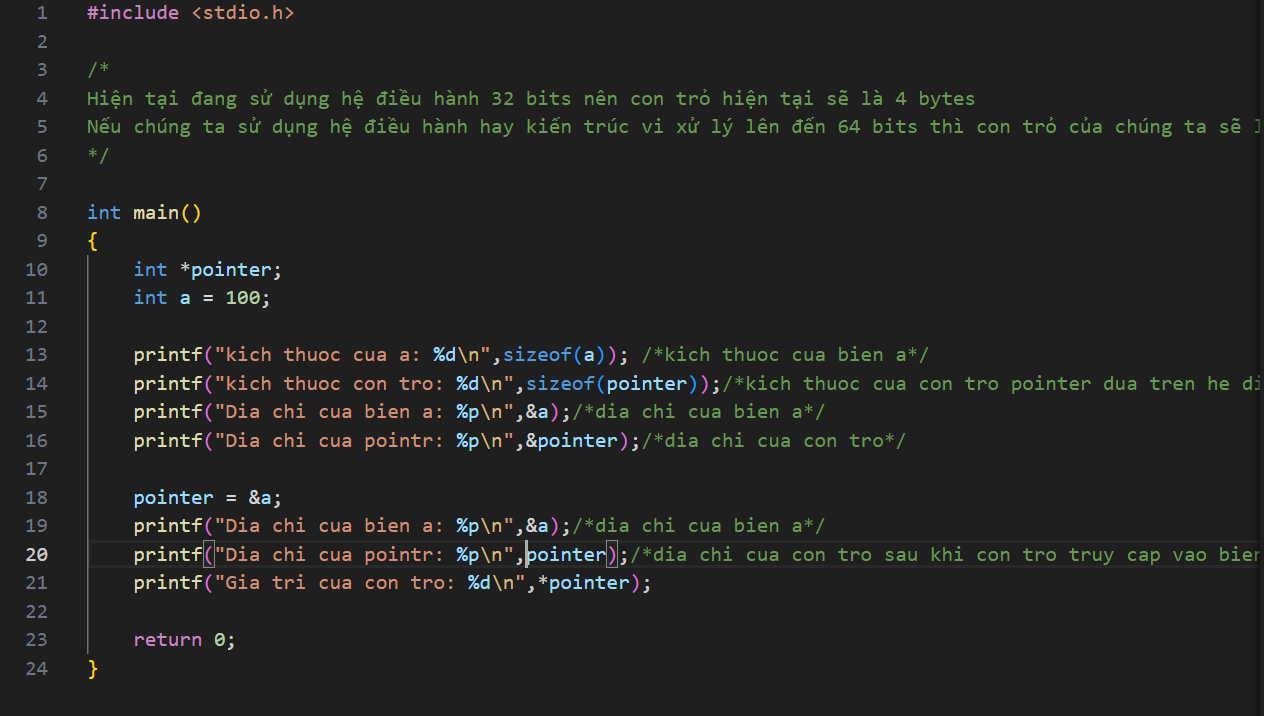 1 #include <stdio.h>
2
3 /*
4 Hiện tại đang sử dụng hệ điều hành 32 bits nên con trỏ hiện tại sẽ là 4 bytes
5 Nếu chúng ta sử dụng hệ điều hành hay kiến trúc vi xử lý lên đến 64 bits thì con trỏ của chúng ta sẽ
6 */
7
8 int main()
9 {
10 int *pointer;
11 int a = 100;
12
13 printf("kich thuoc cua a: %d\n",sizeof(a)); /*kich thuoc cua bien a*/
14 printf("kich thuoc con tro: %d\n",sizeof(pointer));/*kich thuoc cua con tro pointer dua tren he
15 printf("Dia chi cua bien a: %p\n",&a);/*dia chi cua bien a*/
16 printf("Dia chi cua pointr: %p\n",&pointer);/*dia chi cua con tro*/
17
18 pointer = &a;
19 printf("Dia chi cua bien a: %p\n",&a);/*dia chi cua bien a*/
20 printf("Dia chi cua pointr: %p\n",pointer);/*dia chi cua con tro sau khi con tro truy cap vao bien
21 printf("Gia tri cua con tro: %d\n",*pointer);
22
23 return 0;
24 }